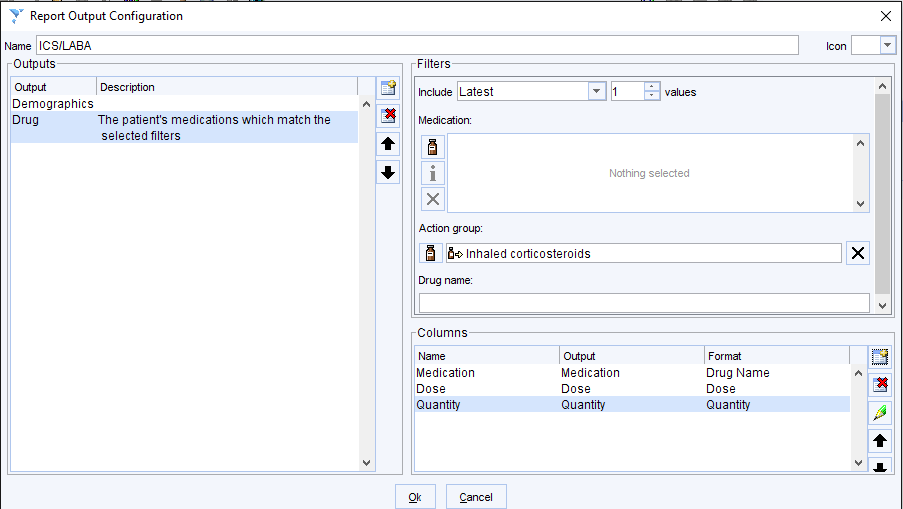 Report Output Configuration
Name ICS/LABA Icon
Outputs
Output Description
Demographics
Drug The patient's medications which match the
selected filters
Filters
Include Latest 1 values
Medication:
Nothing selected
Action group:
Inhaled corticosteroids
Drug name:
Columns
Name Output Format
Medication Medication Drug Name
Dose Dose Dose
Quantity Quantity Quantity
Ok Cancel